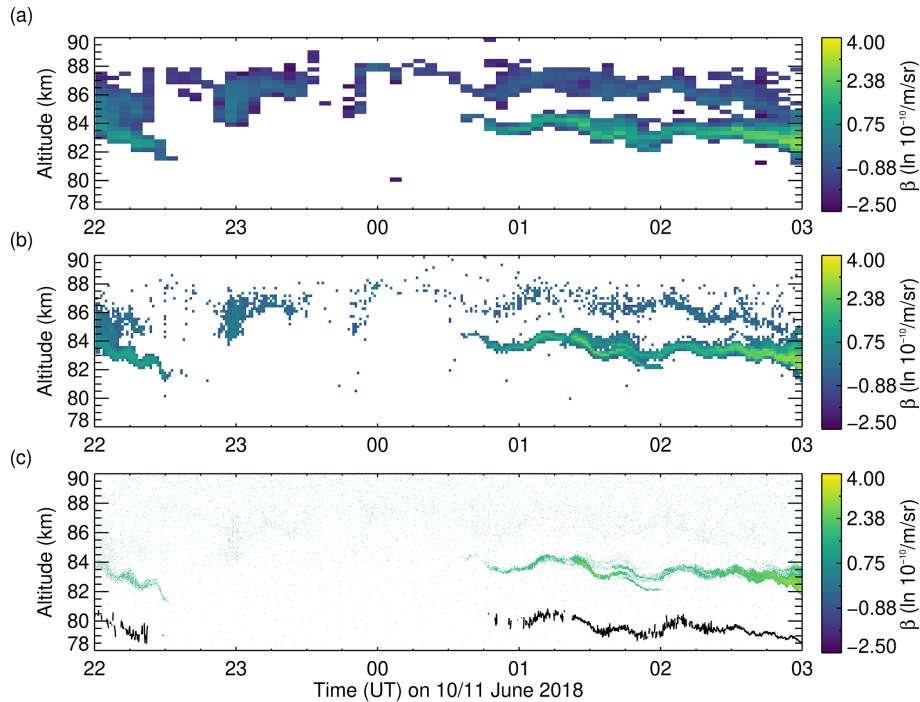 (a)
90
88
86
84
82
80
78
Altitude (km)
22 23 00 01 02 03
4.00
2.38
0.75
−0.88
−2.50
β (ln 10⁻¹⁰/m/sr)
(b)
90
88
86
84
82
80
78
Altitude (km)
22 23 00 01 02 03
4.00
2.38
0.75
−0.88
−2.50
β (ln 10⁻¹⁰/m/sr)
(c)
90
88
86
84
82
80
78
Altitude (km)
22 23 00 01 02 03
Time (UT) on 10/11 June 2018
4.00
2.38
0.75
−0.88
−2.50
β (ln 10⁻¹⁰/m/sr)